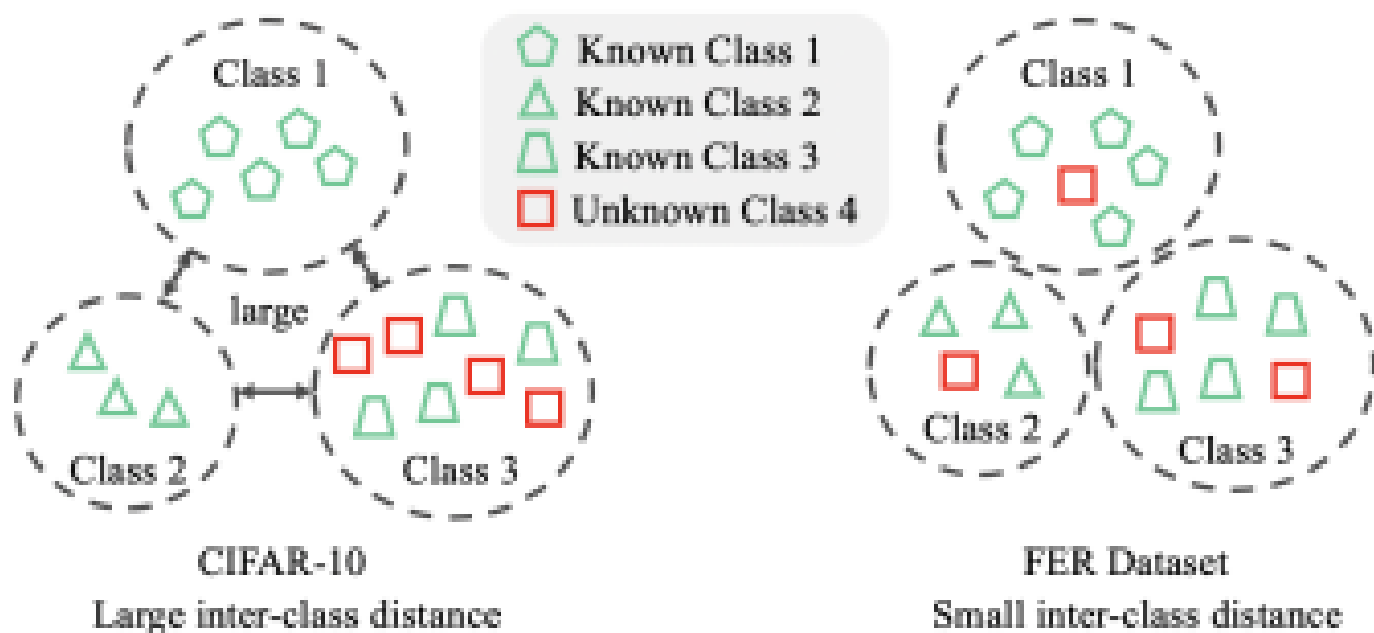 Class 1
large
Class 2
Class 3
CIFAR-10
Large inter-class distance
Known Class 1
Known Class 2
Known Class 3
Unknown Class 4
Class 1
Class 2
Class 3
FER Dataset
Small inter-class distance